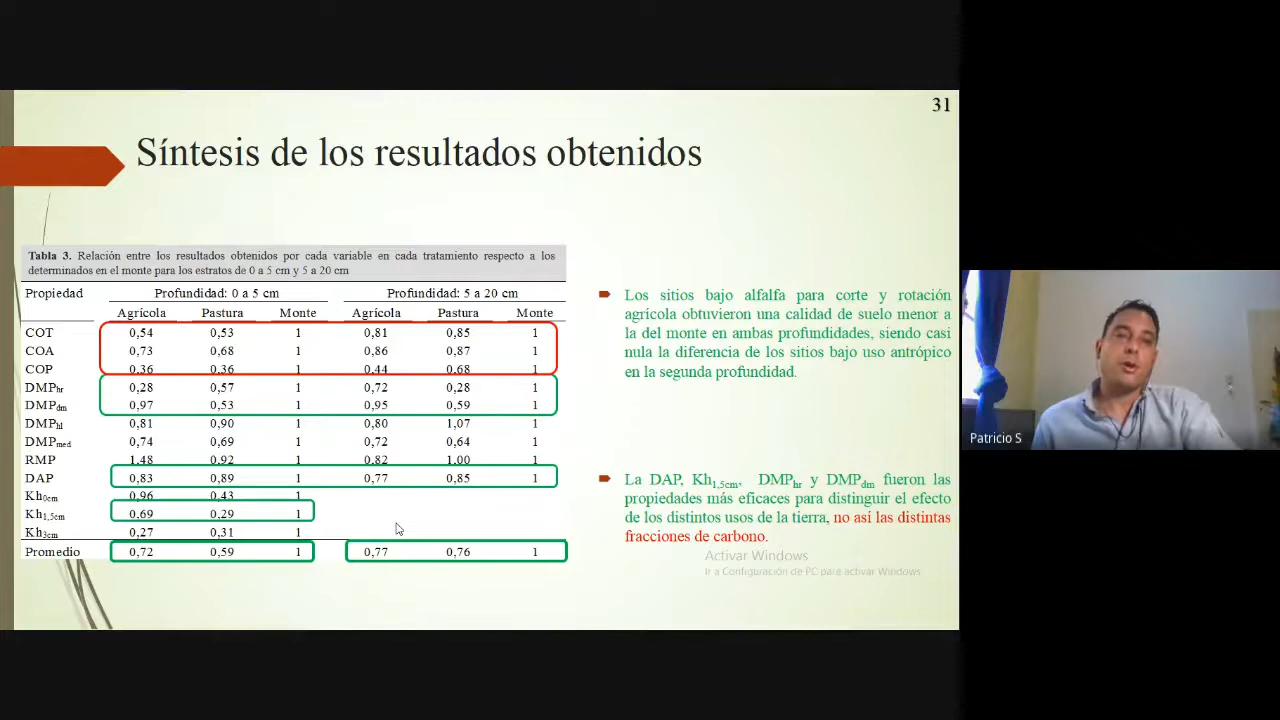 31
Síntesis de los resultados obtenidos
Tabla 3. Relación entre los resultados obtenidos por cada variable en cada tratamiento respecto a los
determinados en el monte para los estratos de 0 a 5 cm y 5 a 20 cm
Propiedad Profundidad: 0 a 5 cm Profundidad: 5 a 20 cm
Agrícola Pastura Monte Agrícola Pastura Monte
COT 0,54 0,53 1 0,81 0,85 1
COA 0,73 0,68 1 0,86 0,87 1
COP 0,36 0,36 1 0,44 0,68 1
DMPhr 0,28 0,57 1 0,72 0,28 1
DMPdm 0,97 0,53 1 0,95 0,59 1
DMPhl 0,81 0,90 1 0,80 1,07 1
DMPmed 0,74 0,69 1 0,72 0,64 1
RMP 1,48 0,92 1 0,82 1,00 1
DAP 0,83 0,89 1 0,77 0,85 1
Kh0cm 0,96 0,43 1
Kh1,5cm 0,69 0,29 1
Kh3cm 0,27 0,31 1
Promedio 0,72 0,59 1 0,77 0,76 1
Los sitios bajo alfalfa para corte y rotación
agrícola obtuvieron una calidad de suelo menor a
la del monte en ambas profundidades, siendo casi
nula la diferencia de los sitios bajo uso antrópico
en la segunda profundidad.
La DAP, Kh1,5cm, DMPhr y DMPdm fueron las
propiedades más eficaces para distinguir el efecto
de los distintos usos de la tierra, no así las distintas
fracciones de carbono.
Activar Windows
Ir a Configuración de PC para activar Windows.
Patricio S